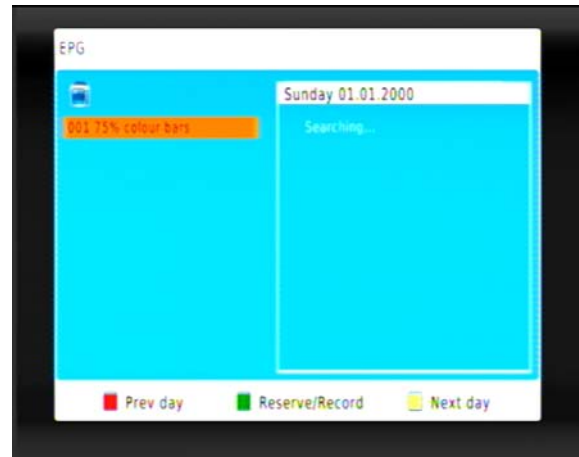 EPG
Sunday 01.01.2000
001 75% colour bars
Searching...
Prev day
Reserve/Record
Next day